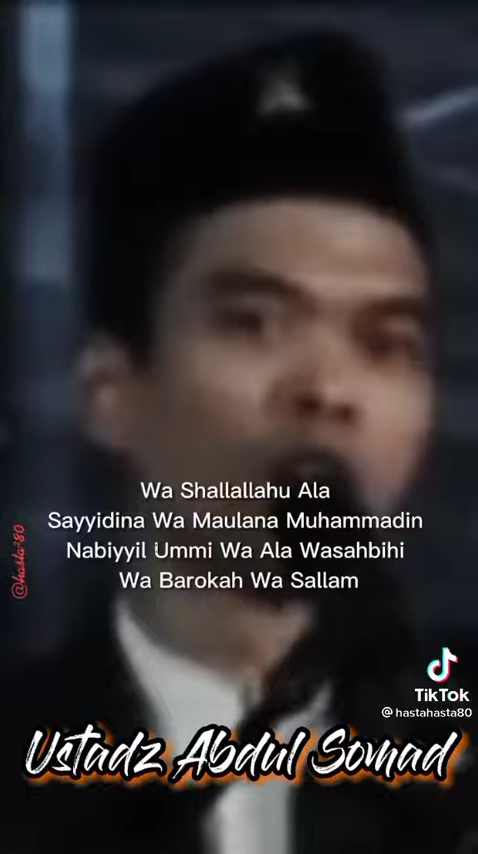 Wa Shallallahu Ala
Sayyidina Wa Maulana Muhammadin
Nabiyyil Ummi Wa Ala Wasahbihi
Wa Barokah Wa Sallam
@hasta²80
TikTok
@hastahasta80
Ustadz Abdul Somad